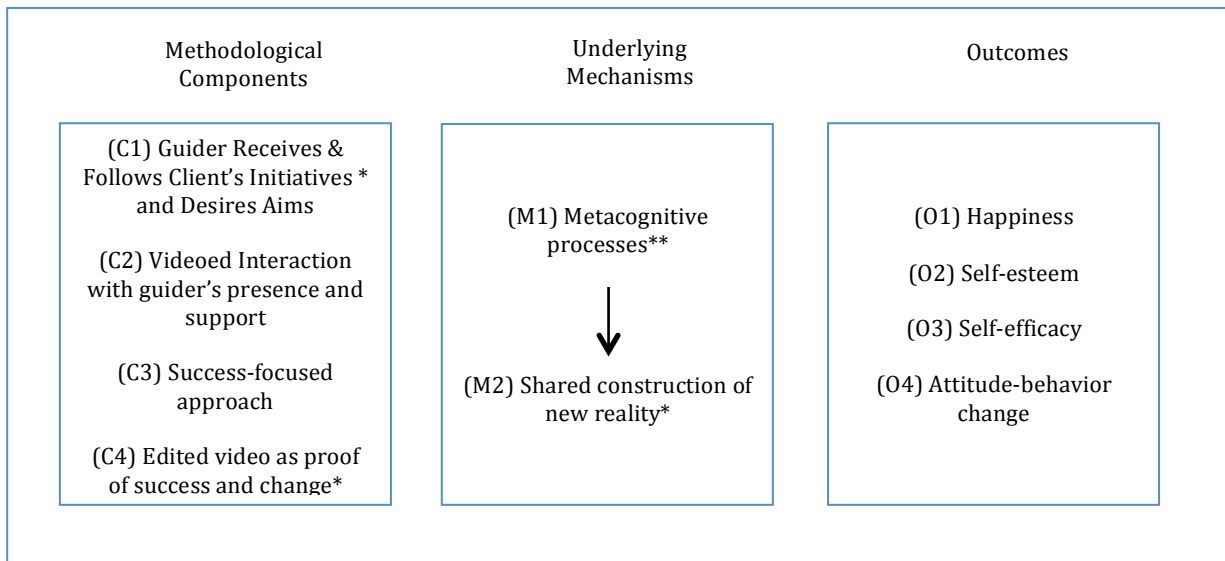 Methodological
Components
Underlying
Mechanisms
Outcomes
(C1) Guider Receives &
Follows Client’s Initiatives *
and Desires Aims
(C2) Videoed Interaction
with guider’s presence and
support
(C3) Success-focused
approach
(C4) Edited video as proof
of success and change*
(M1) Metacognitive
processes**
(M2) Shared construction of
new reality*
(O1) Happiness
(O2) Self-esteem
(O3) Self-efficacy
(O4) Attitude-behavior
change